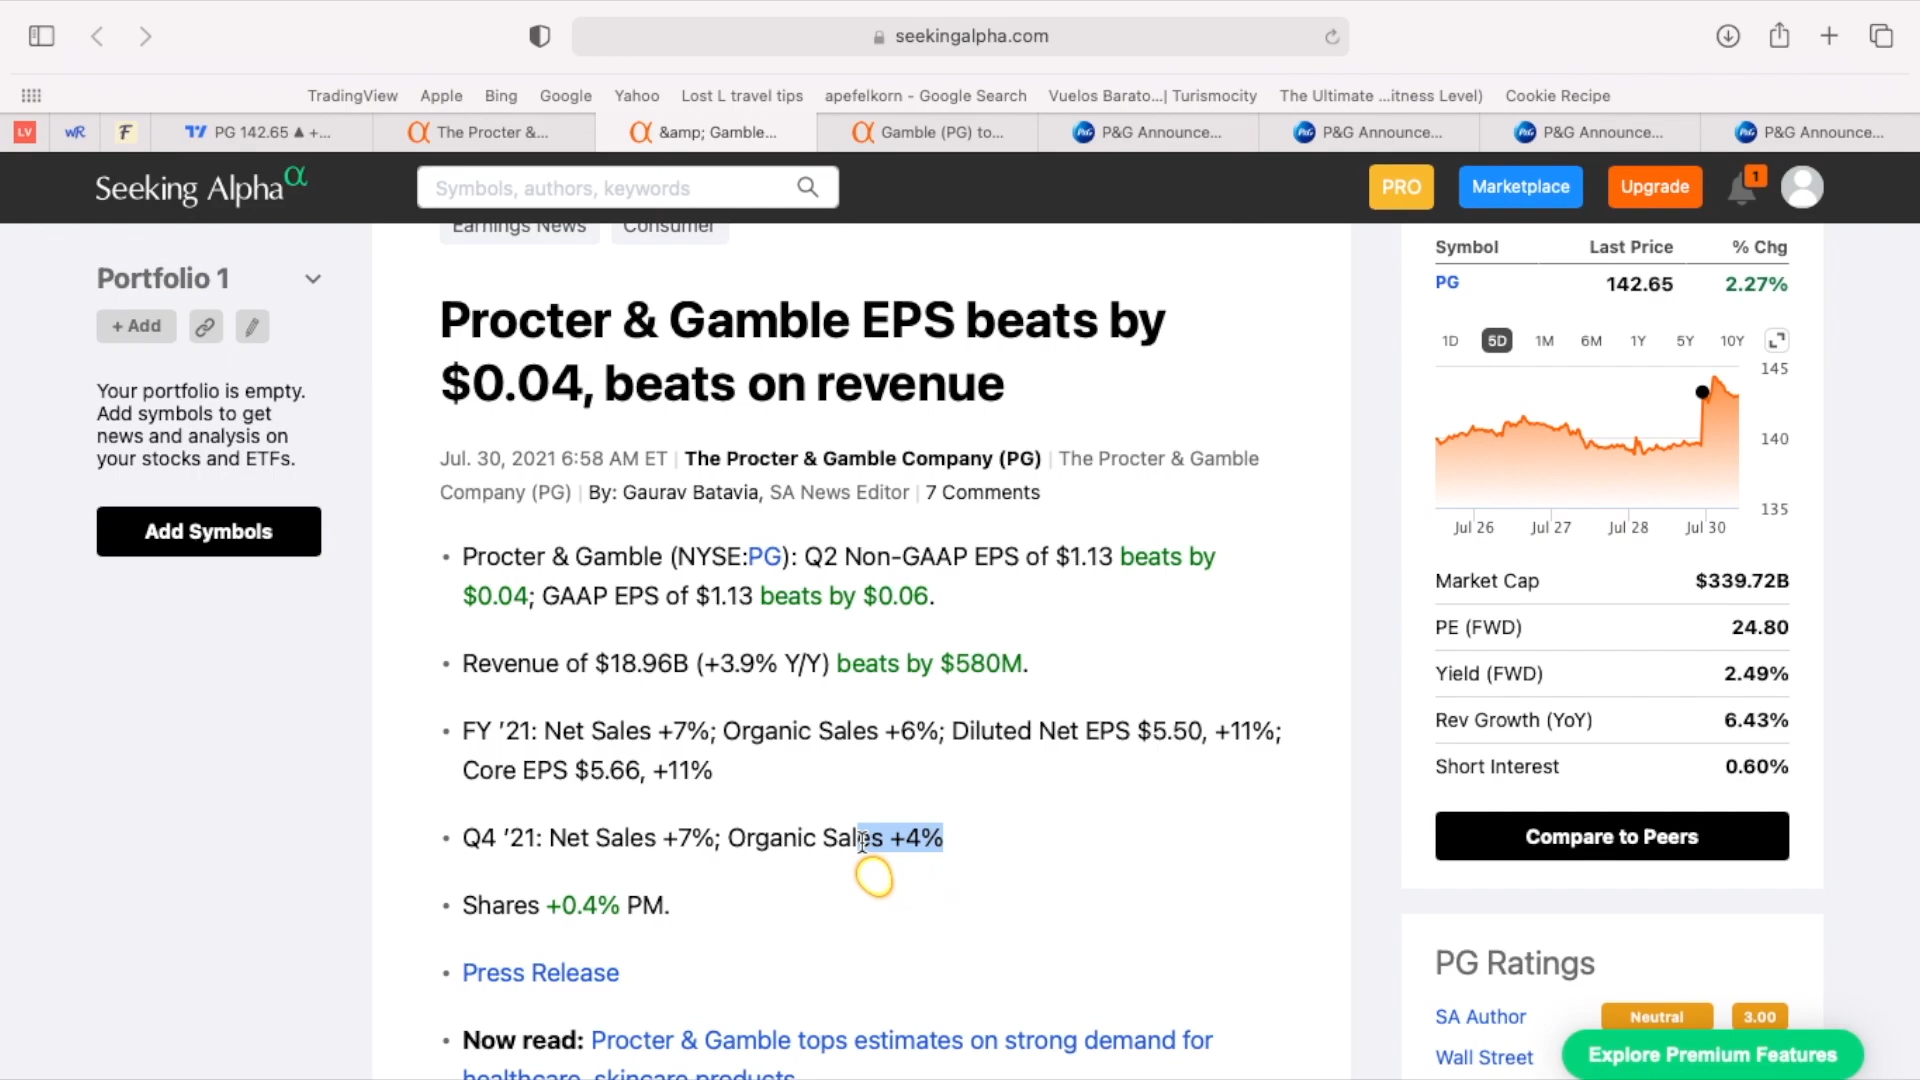 seekingalpha.com
TradingView Apple Bing Google Yahoo Lost L travel tips apefelkorn - Google Search Vuelos Barato...| Turismocity The Ultimate ...itness Level) Cookie Recipe
LV wR F PG 142.65 ▲ +... The Procter &... &amp; Gamble... Gamble (PG) to... P&G Announce... P&G Announce... P&G Announce... P&G Announce...
Seeking Alpha α
Symbols, authors, keywords
PRO Marketplace Upgrade 1
Earnings News Consumer
Portfolio 1
+ Add
Your portfolio is empty.
Add symbols to get
news and analysis on
your stocks and ETFs.
Add Symbols
Procter & Gamble EPS beats by
$0.04, beats on revenue
Jul. 30, 2021 6:58 AM ET | The Procter & Gamble Company (PG) | The Procter & Gamble
Company (PG) | By: Gaurav Batavia, SA News Editor | 7 Comments
• Procter & Gamble (NYSE:PG): Q2 Non-GAAP EPS of $1.13 beats by
$0.04; GAAP EPS of $1.13 beats by $0.06.
• Revenue of $18.96B (+3.9% Y/Y) beats by $580M.
• FY ’21: Net Sales +7%; Organic Sales +6%; Diluted Net EPS $5.50, +11%;
Core EPS $5.66, +11%
• Q4 ’21: Net Sales +7%; Organic Sales +4%
• Shares +0.4% PM.
• Press Release
• Now read: Procter & Gamble tops estimates on strong demand for
healthcare, skincare products
Symbol Last Price % Chg
PG 142.65 2.27%
1D 5D 1M 6M 1Y 5Y 10Y
145
140
135
Jul 26 Jul 27 Jul 28 Jul 30
Market Cap $339.72B
PE (FWD) 24.80
Yield (FWD) 2.49%
Rev Growth (YoY) 6.43%
Short Interest 0.60%
Compare to Peers
PG Ratings
SA Author Neutral 3.00
Wall Street
Explore Premium Features